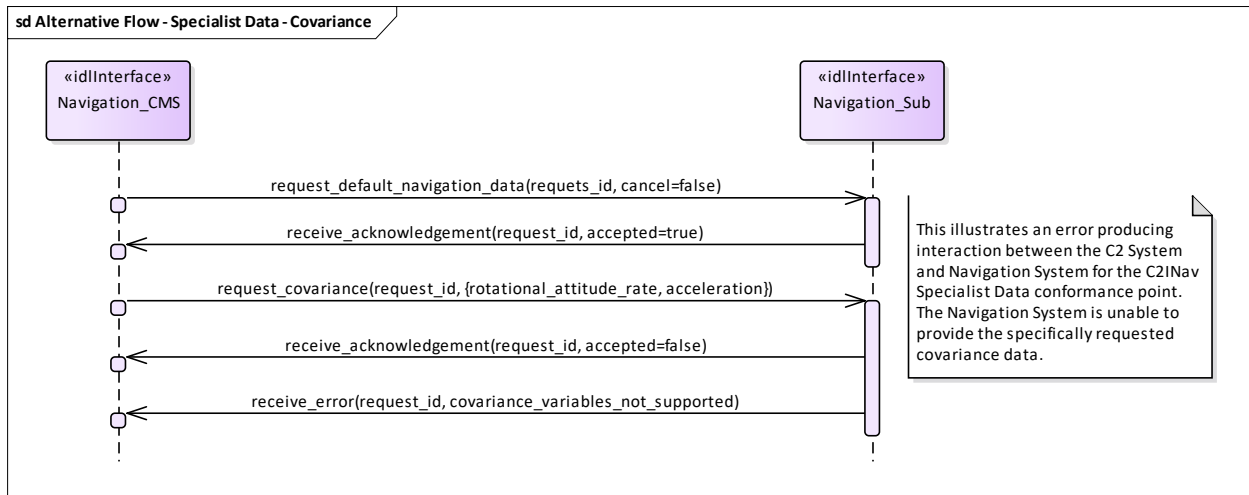 sd Alternative Flow - Specialist Data - Covariance
«idlInterface»
Navigation_CMS
«idlInterface»
Navigation_Sub
request_default_navigation_data(requets_id, cancel=false)
receive_acknowledgement(request_id, accepted=true)
request_covariance(request_id, {rotational_attitude_rate, acceleration})
receive_acknowledgement(request_id, accepted=false)
receive_error(request_id, covariance_variables_not_supported)
This illustrates an error producing
interaction between the C2 System
and Navigation System for the C2INav
Specialist Data conformance point.
The Navigation System is unable to
provide the specifically requested
covariance data.